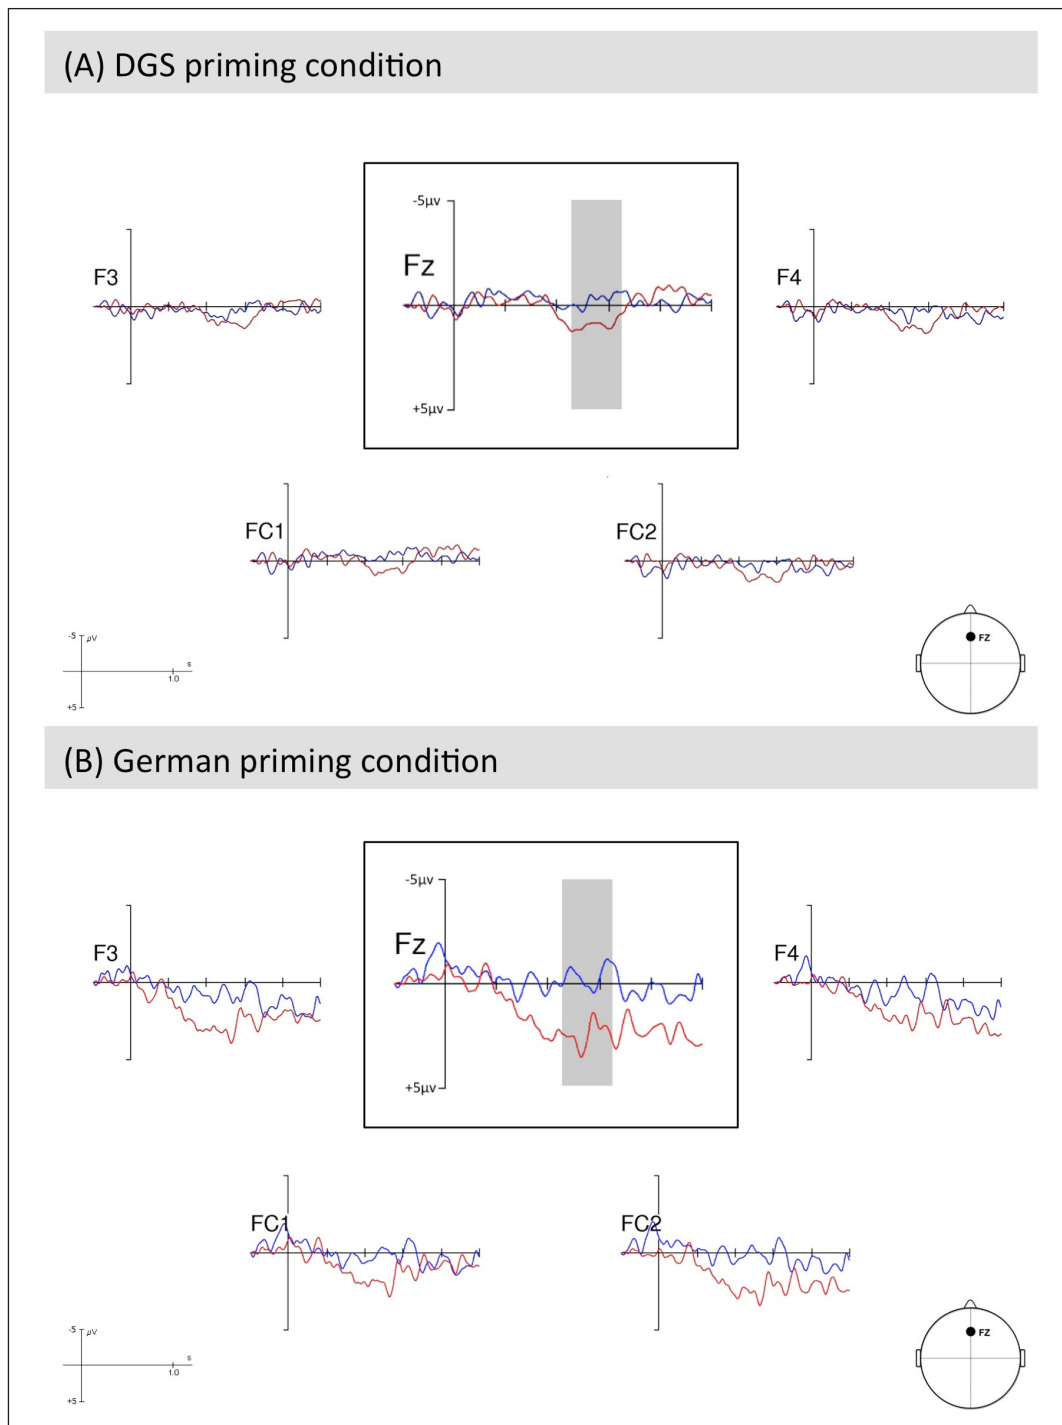 (A) DGS priming condition
-5µv
F3
Fz
F4
+5µv
FC1
FC2
-5
µV
s
1.0
+5
FZ
(B) German priming condition
-5µv
F3
Fz
F4
+5µv
FC1
FC2
-5
µV
s
1.0
+5
FZ